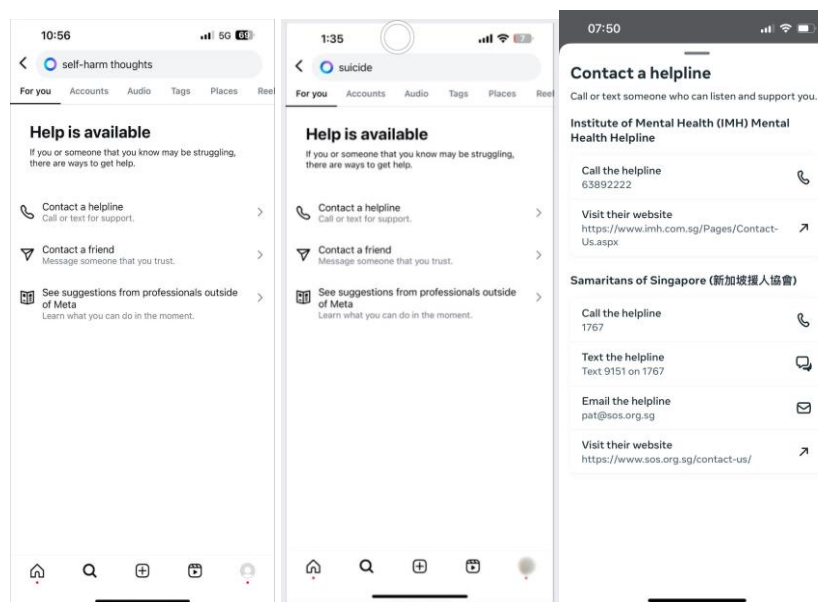 10:56
5G 69
self-harm thoughts
For you Accounts Audio Tags Places Reel
Help is available
If you or someone that you know may be struggling,
there are ways to get help.
Contact a helpline
Call or text for support.
Contact a friend
Message someone that you trust.
See suggestions from professionals outside
of Meta
Learn what you can do in the moment.
1:35
7
suicide
For you Accounts Audio Tags Places Reel
Help is available
If you or someone that you know may be struggling,
there are ways to get help.
Contact a helpline
Call or text for support.
Contact a friend
Message someone that you trust.
See suggestions from professionals outside
of Meta
Learn what you can do in the moment.
07:50
Contact a helpline
Call or text someone who can listen and support you.
Institute of Mental Health (IMH) Mental
Health Helpline
Call the helpline
63892222
Visit their website
https://www.imh.com.sg/Pages/Contact-
Us.aspx
Samaritans of Singapore (新加坡援人協會)
Call the helpline
1767
Text the helpline
Text 9151 on 1767
Email the helpline
pat@sos.org.sg
Visit their website
https://www.sos.org.sg/contact-us/